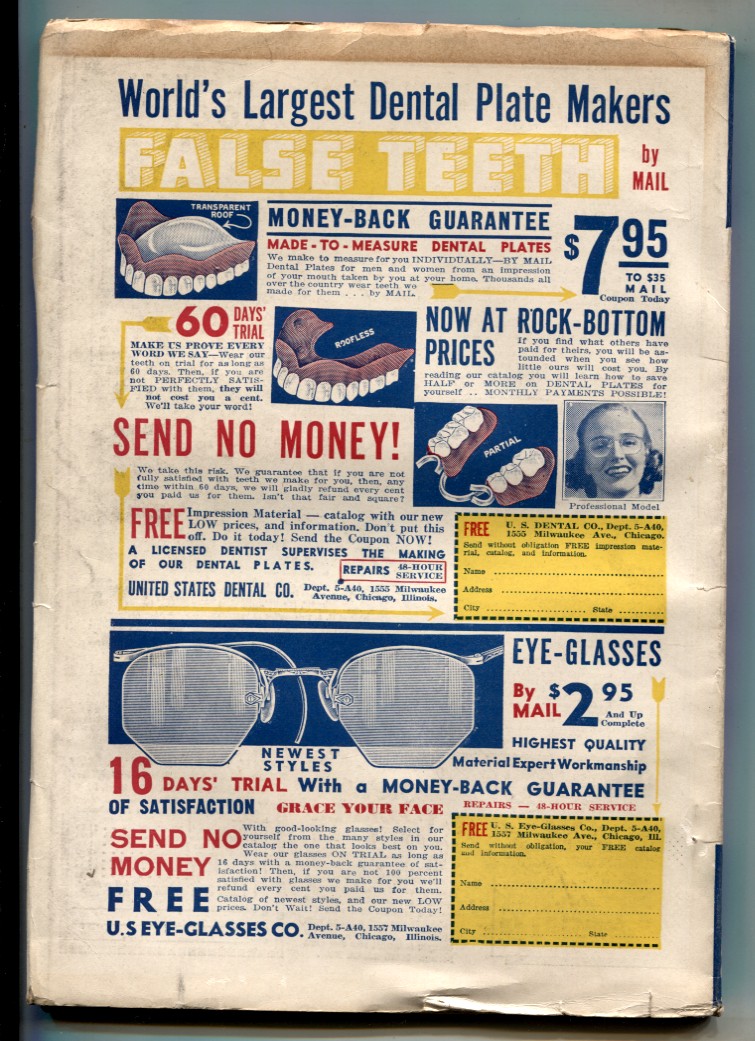 World's Largest Dental Plate Makers
FALSE TEETH
by
MAIL
TRANSPARENT
ROOF
MONEY-BACK GUARANTEE
MADE-TO-MEASURE DENTAL PLATES
We make to measure for you INDIVIDUALLY—BY MAIL
Dental Plates for men and women from an impression
of your mouth taken by you at your home. Thousands all
over the country wear teeth we
made for them . . . by MAIL.
$7.95
TO $35
MAIL
Coupon Today
60 DAYS'
TRIAL
MAKE US PROVE EVERY
WORD WE SAY—Wear our
teeth on trial for as long as
60 days. Then, if you are
not PERFECTLY SATIS-
FIED with them, they will
not cost you a cent.
We'll take your word!
ROOFLESS
NOW AT ROCK-BOTTOM
PRICES
If you find what others have
paid for theirs, you will be as-
tounded when you see how
little ours will cost you. By
reading our catalog you will learn how to save
HALF or MORE on DENTAL PLATES for
yourself . . MONTHLY PAYMENTS POSSIBLE!
SEND NO MONEY!
We take this risk. We guarantee that if you are not
fully satisfied with teeth we make for you, then, any
time within 60 days, we will gladly refund every cent
you paid us for them. Isn't that fair and square?
PARTIAL
Professional Model
FREE Impression Material — catalog with our new
LOW prices, and information. Don't put this
off. Do it today! Send the Coupon NOW!
A LICENSED DENTIST SUPERVISES THE MAKING
OF OUR DENTAL PLATES.
REPAIRS 48-HOUR
SERVICE
UNITED STATES DENTAL CO. Dept. 5-A40, 1555 Milwaukee
Avenue, Chicago, Illinois.
FREE U. S. DENTAL CO., Dept. 5-A40,
1555 Milwaukee Ave., Chicago.
Send without obligation FREE impression mate-
rial, catalog, and information.
Name
Address
City State
EYE-GLASSES
By
MAIL
$2.95
And Up
Complete
HIGHEST QUALITY
Material Expert Workmanship
NEWEST
STYLES
16 DAYS' TRIAL With a MONEY-BACK GUARANTEE
OF SATISFACTION GRACE YOUR FACE REPAIRS — 48-HOUR SERVICE
SEND NO
MONEY
With good-looking glasses! Select for
yourself from the many styles in our
catalog the one that looks best on you.
Wear our glasses ON TRIAL as long as
16 days with a money-back guarantee of sat-
isfaction! Then, if you are not 100 percent
satisfied with glasses we make for you we'll
refund every cent you paid us for them.
FREE Catalog of newest styles, and our new LOW
prices. Don't Wait! Send the Coupon Today!
U.S EYE-GLASSES CO. Dept. 5-A40, 1557 Milwaukee
Avenue, Chicago, Illinois.
FREE U. S. Eye-Glasses Co., Dept. 5-A40,
1557 Milwaukee Ave., Chicago, Ill.
Send without obligation, your FREE catalog
and information.
Name
Address
City State